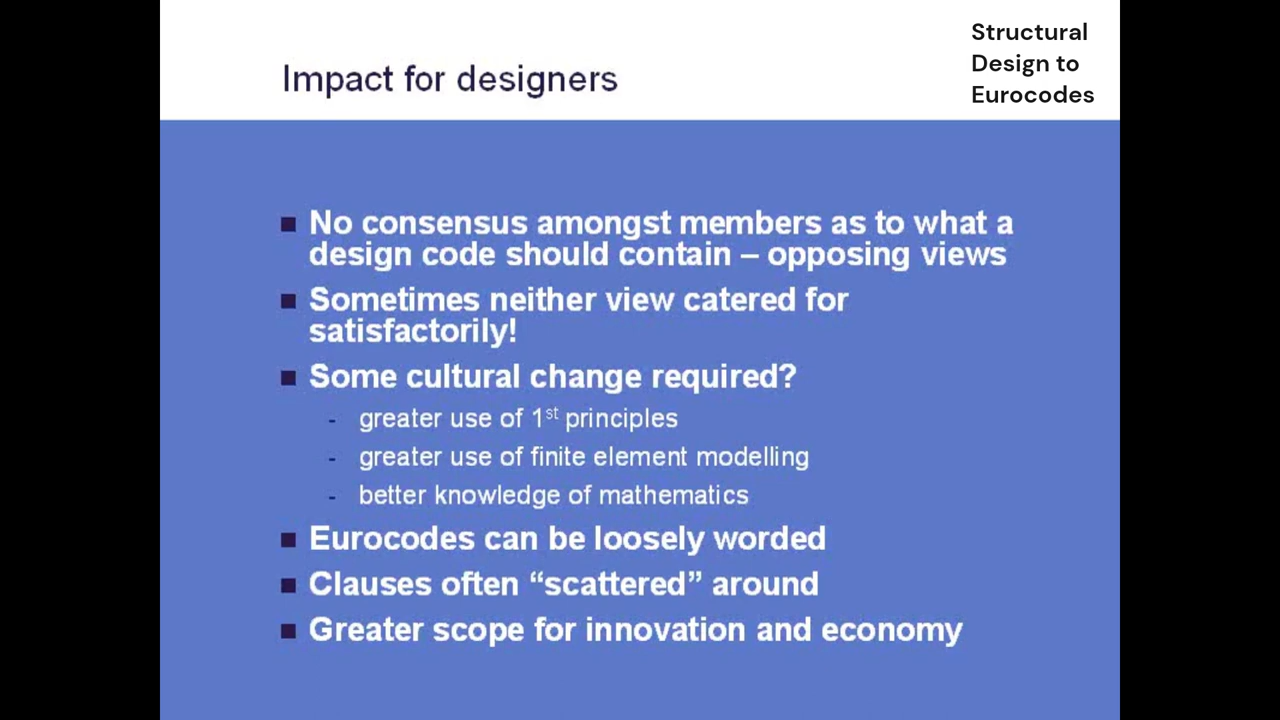 Impact for designers
Structural
Design to
Eurocodes
No consensus amongst members as to what a
design code should contain – opposing views
Sometimes neither view catered for
satisfactorily!
Some cultural change required?
- greater use of 1st principles
- greater use of finite element modelling
- better knowledge of mathematics
Eurocodes can be loosely worded
Clauses often “scattered” around
Greater scope for innovation and economy